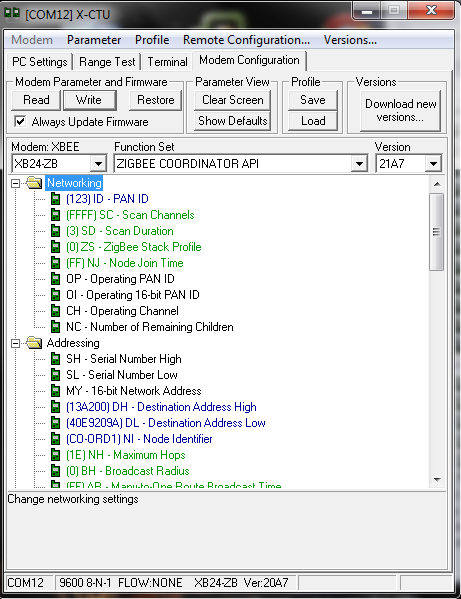 [COM12] X-CTU
Modem Parameter Profile Remote Configuration... Versions...
PC Settings Range Test Terminal Modem Configuration
Modem Parameter and Firmware Parameter View Profile Versions
Read Write Restore Clear Screen Save Download new versions...
Always Update Firmware Show Defaults Load
Modem: XBEE Function Set Version
XB24-ZB ZIGBEE COORDINATOR API 21A7
Networking
(123) ID - PAN ID
(FFFF) SC - Scan Channels
(3) SD - Scan Duration
(0) ZS - ZigBee Stack Profile
(FF) NJ - Node Join Time
OP - Operating PAN ID
OI - Operating 16-bit PAN ID
CH - Operating Channel
NC - Number of Remaining Children
Addressing
SH - Serial Number High
SL - Serial Number Low
MY - 16-bit Network Address
(13A200) DH - Destination Address High
(40E9209A) DL - Destination Address Low
(CO-ORD1) NI - Node Identifier
(1E) NH - Maximum Hops
(0) BH - Broadcast Radius
(FF) AR - Many-to-One Route Broadcast Time
Change networking settings
COM12 9600 8-N-1 FLOW:NONE XB24-ZB Ver:20A7